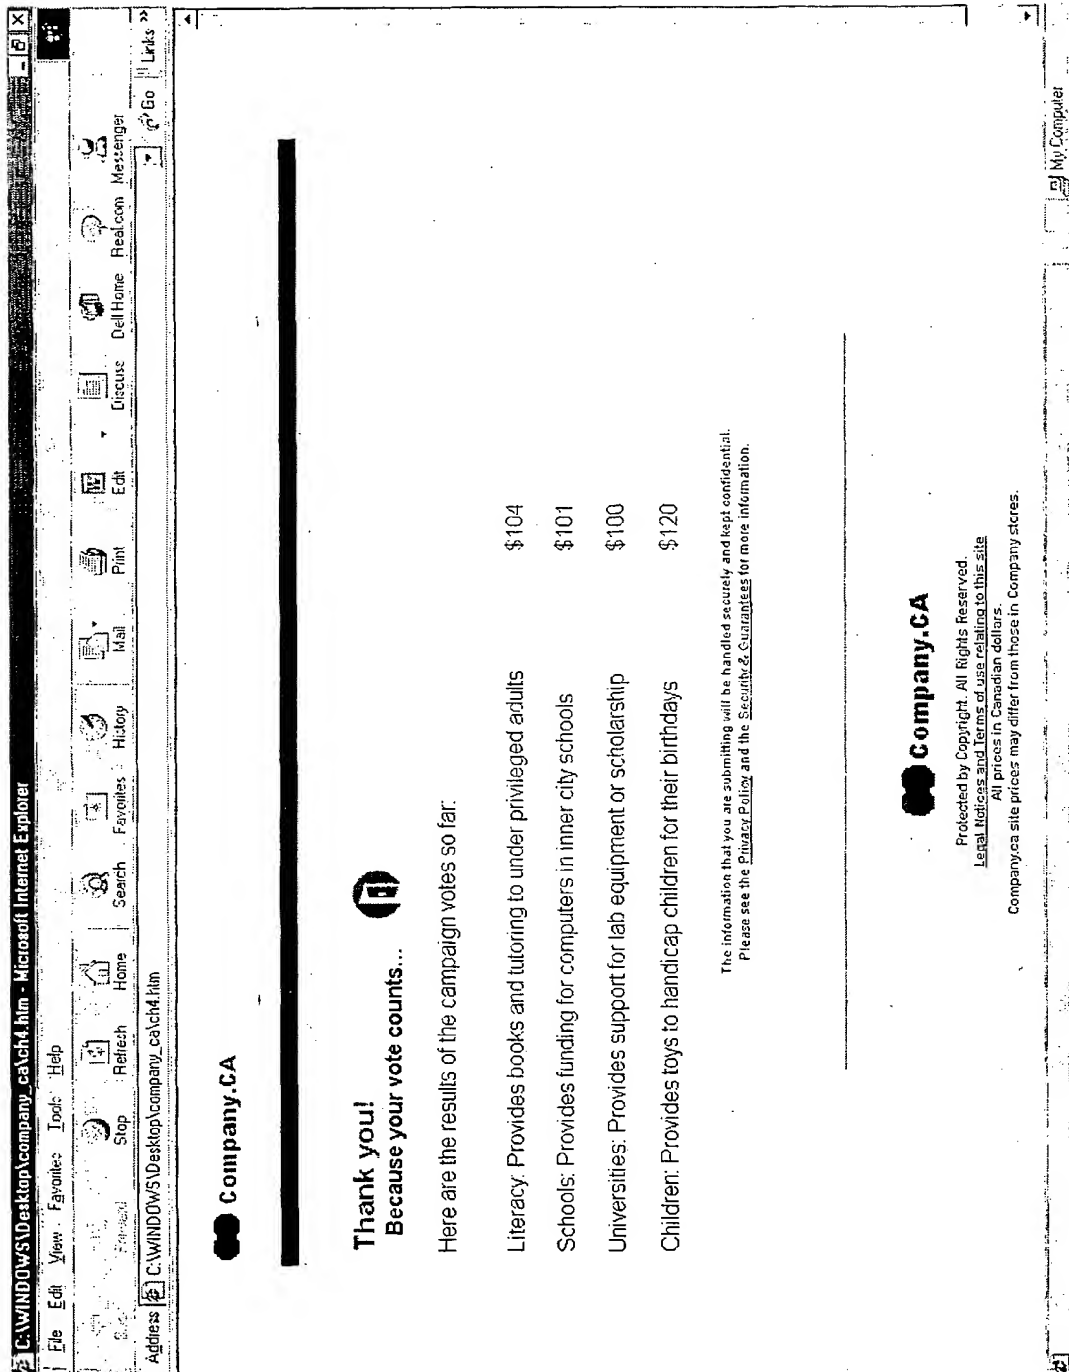 C:\WINDOWS\Desktop\company_ca\ch4.htm - Microsoft Internet Explorer
File Edit View Favorites Tools Help
Forward Stop Refresh Home Search Favorites History Mail Print Edit Discuss Dell Home Real.com Messenger
Address C:\WINDOWS\Desktop\company_ca\ch4.htm Go Links »
Company.CA
Thank you!
Because your vote counts...
Here are the results of the campaign votes so far:
Literacy: Provides books and tutoring to under privileged adults $104
Schools: Provides funding for computers in inner city schools $101
Universities: Provides support for lab equipment or scholarship $100
Children: Provides toys to handicap children for their birthdays $120
The information that you are submitting will be handled securely and kept confidential.
Please see the Privacy Policy and the Security & Guarantees for more information.
Company.CA
Protected by Copyright. All Rights Reserved.
Legal Notices and Terms of use relating to this site
All prices in Canadian dollars.
Company.ca site prices may differ from those in Company stores.
My Computer